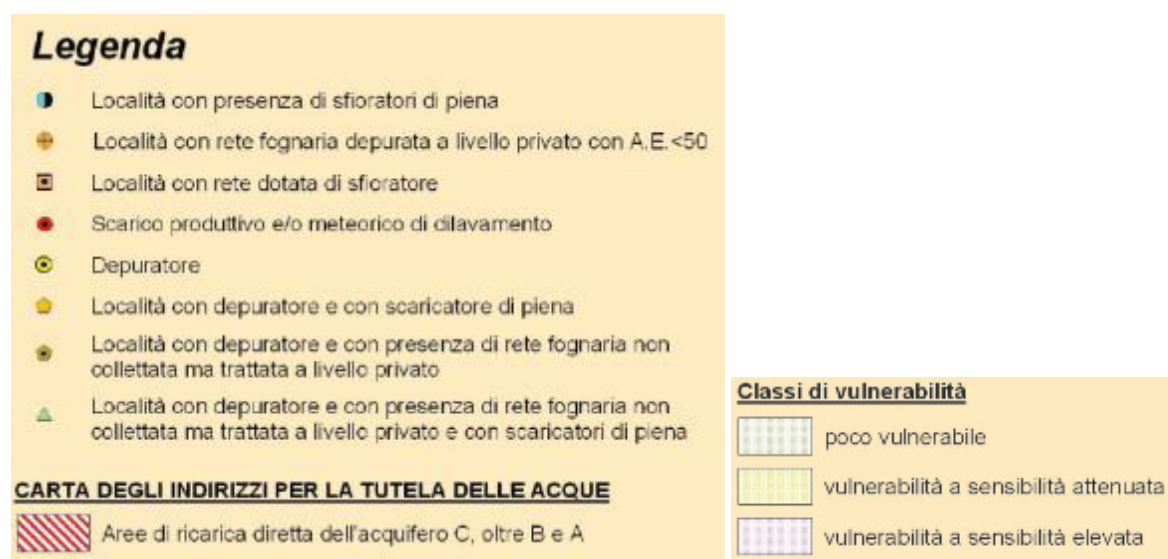 Legenda
Località con presenza di sfioratori di piena
Località con rete fognaria depurata a livello privato con A.E.<50
Località con rete dotata di sfioratore
Scarico produttivo e/o meteorico di dilavamento
Depuratore
Località con depuratore e con scaricatore di piena
Località con depuratore e con presenza di rete fognaria non
collettata ma trattata a livello privato
Località con depuratore e con presenza di rete fognaria non
collettata ma trattata a livello privato e con scaricatori di piena
CARTA DEGLI INDIRIZZI PER LA TUTELA DELLE ACQUE
Aree di ricarica diretta dell'acquifero C, oltre B e A
Classi di vulnerabilità
poco vulnerabile
vulnerabilità a sensibilità attenuata
vulnerabilità a sensibilità elevata